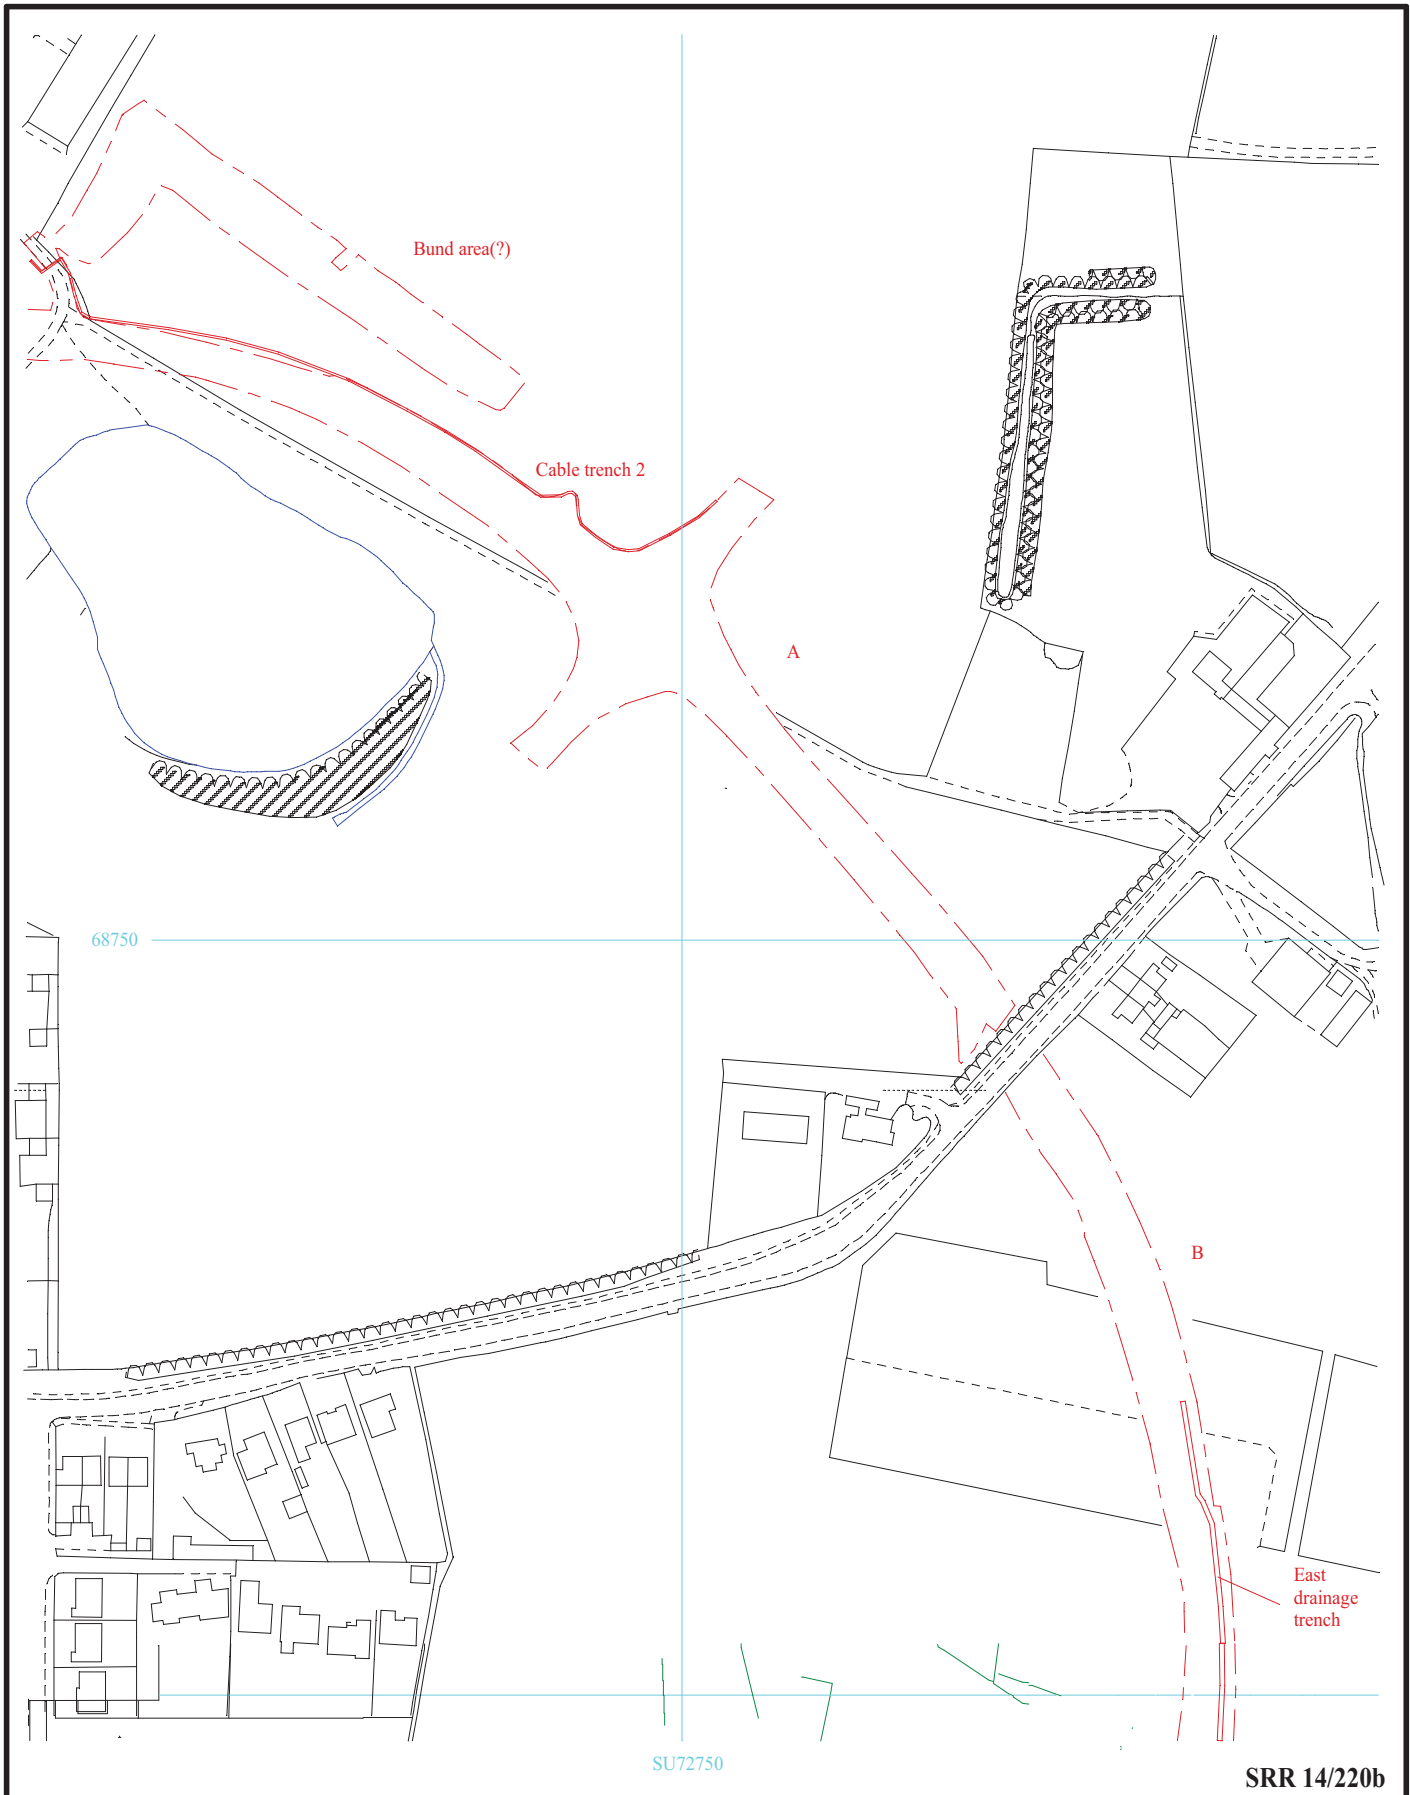 Bund area(?)
Cable trench 2
A
68750
B
East
drainage
trench
SU72750
SRR 14/220b